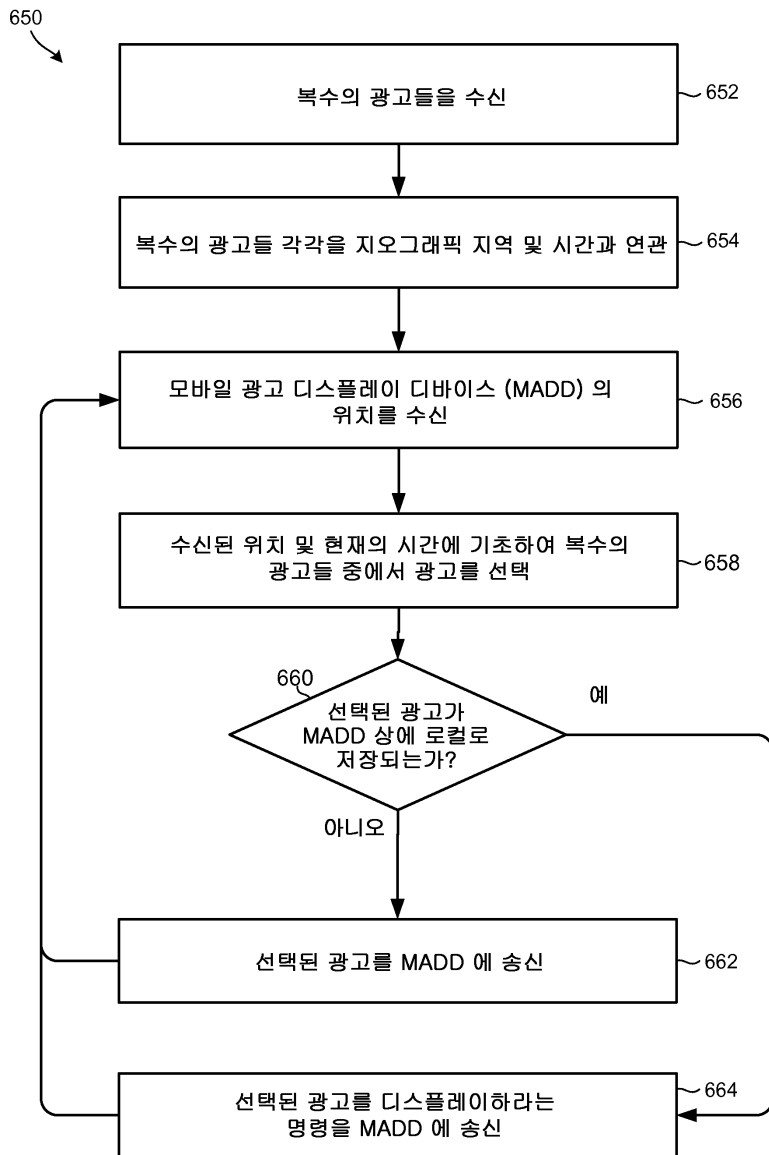 650
복수의 광고들을 수신
652
복수의 광고들 각각을 지오그래픽 지역 및 시간과 연관
654
모바일 광고 디스플레이 디바이스 (MADD) 의
위치를 수신
656
수신된 위치 및 현재의 시간에 기초하여 복수의
광고들 중에서 광고를 선택
658
660
선택된 광고가
MADD 상에 로컬로
저장되는가?
예
아니오
선택된 광고를 MADD 에 송신
662
선택된 광고를 디스플레이하라는
명령을 MADD 에 송신
664